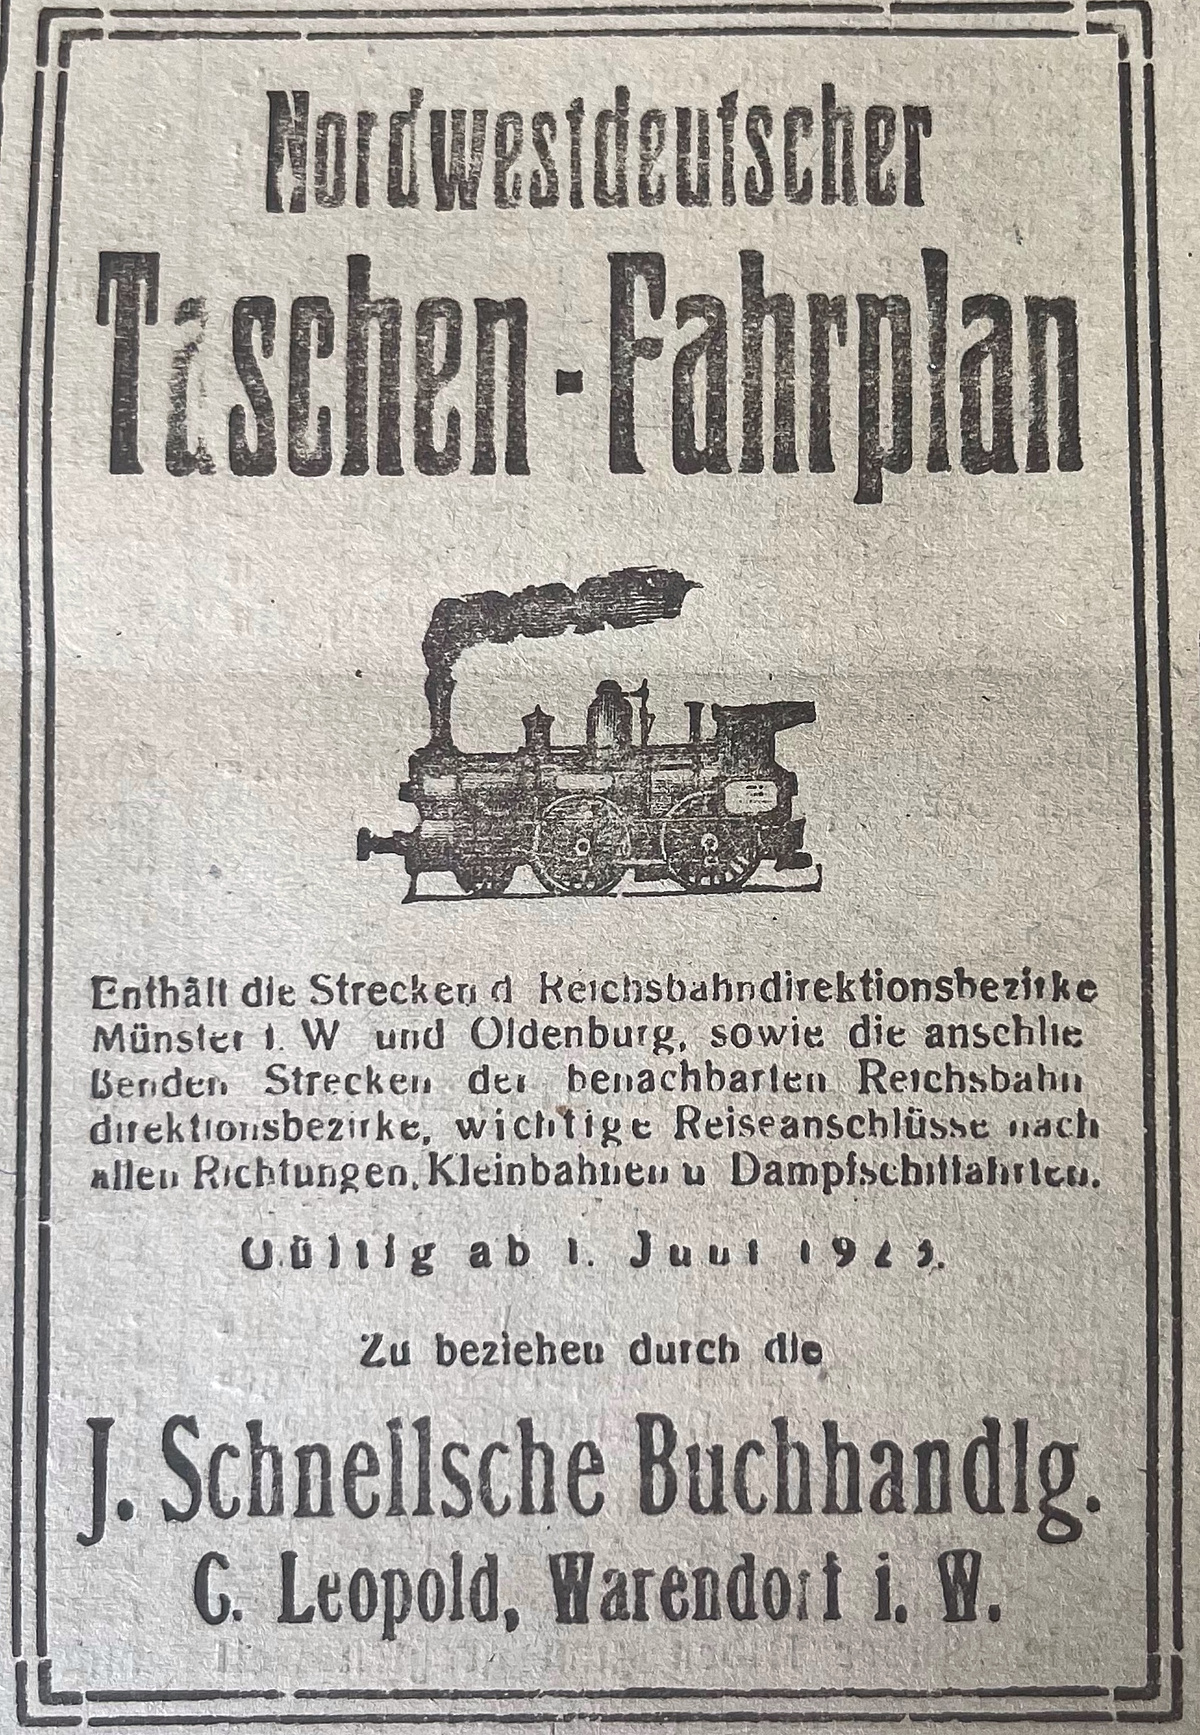 Nordwestdeutscher
Taschen-Fahrplan
Enthält die Strecken d Reichsbahndirektionsbezirke
Münster i. W und Oldenburg, sowie die anschlie
ßenden Strecken der benachbarten Reichsbahn
direktionsbezirke, wichtige Reiseanschlüsse nach
allen Richtungen, Kleinbahnen u Dampfschiffahrten.
Gültig ab 1. Juni
Zu beziehen durch die
J. Schnellsche Buchhandlg.
C. Leopold, Warendorf i. W.